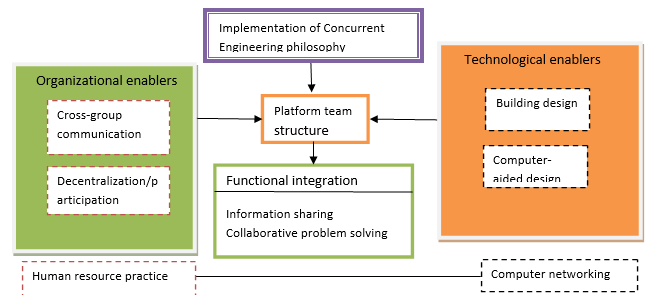 Implementation of Concurrent
Engineering philosophy
Organizational enablers
Cross-group
communication
Decentralization/p
articipation
Platform team
structure
Technological enablers
Building design
Computer-
aided design
Functional integration
Information sharing
Collaborative problem solving
Human resource practice
Computer networking